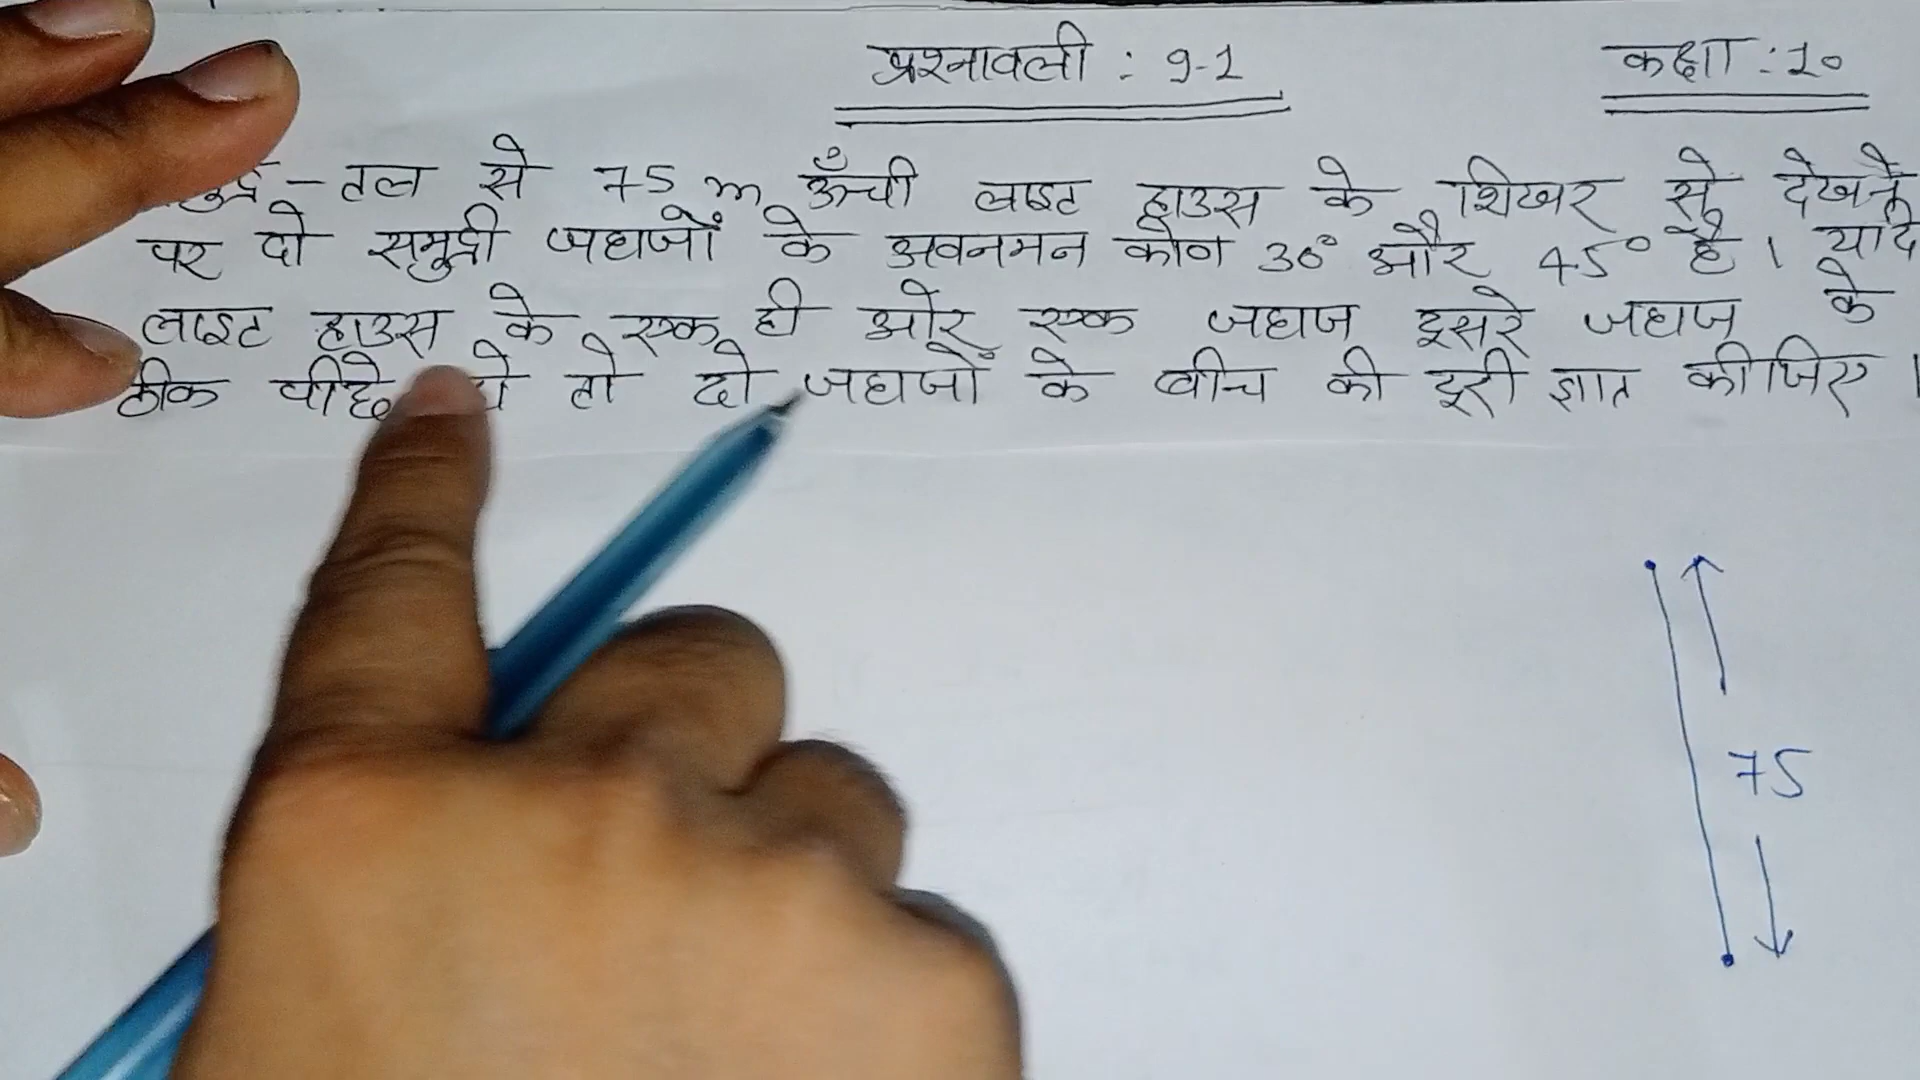 प्रश्नावली : 9.1
कक्षा : 10
- तल से 75 m ऊँची लाइट हाउस के शिखर से देखने
पर दो समुद्री जहाजों के अवनमन कोण 30° और 45° है । यदि
लाइट हाउस के एक ही ओर एक जहाज दूसरे जहाज के
ठीक पीछे तो दो जहाजों के बीच की दूरी ज्ञात कीजिए ।
75